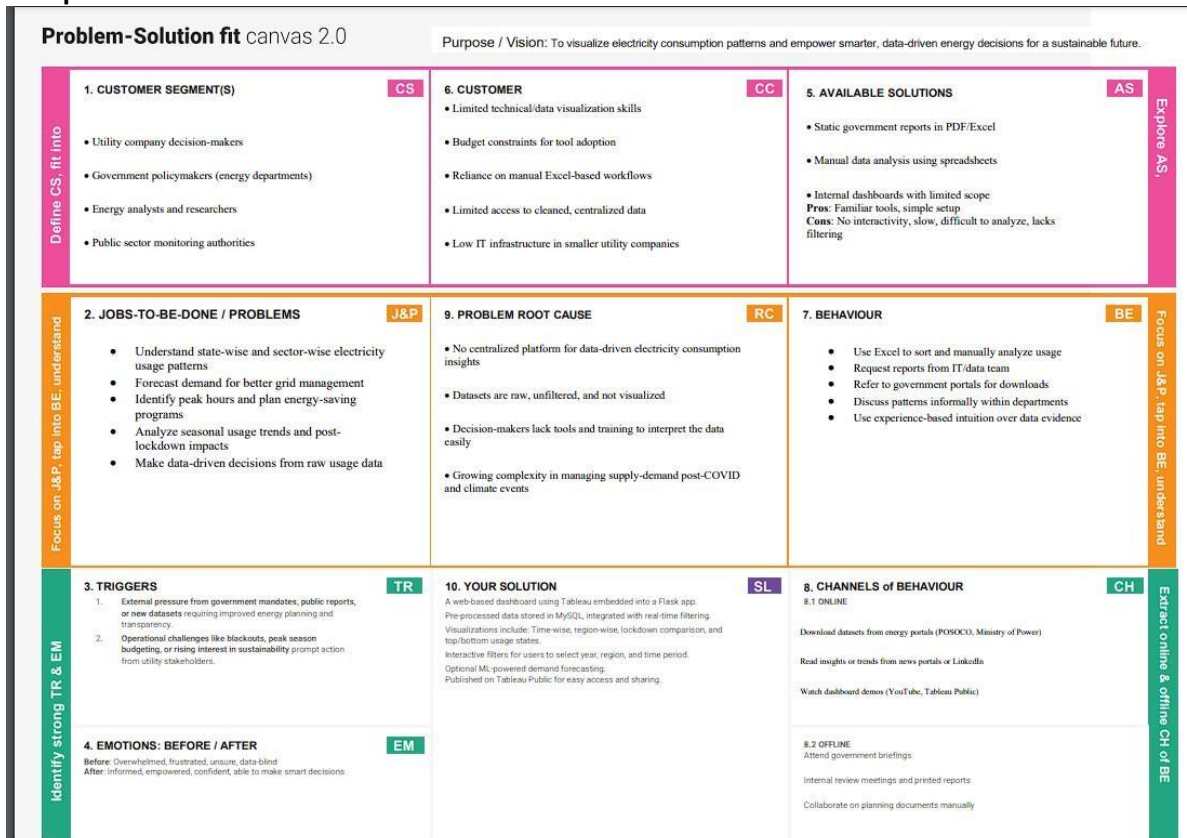 Problem-Solution fit canvas 2.0
Purpose / Vision: To visualize electricity consumption patterns and empower smarter, data-driven energy decisions for a sustainable future.
Define CS, fit into
1. CUSTOMER SEGMENT(S)
CS
• Utility company decision-makers
• Government policymakers (energy departments)
• Energy analysts and researchers
• Public sector monitoring authorities
6. CUSTOMER
CC
• Limited technical/data visualization skills
• Budget constraints for tool adoption
• Reliance on manual Excel-based workflows
• Limited access to cleaned, centralized data
• Low IT infrastructure in smaller utility companies
5. AVAILABLE SOLUTIONS
AS
• Static government reports in PDF/Excel
• Manual data analysis using spreadsheets
• Internal dashboards with limited scope
Pros: Familiar tools, simple setup
Cons: No interactivity, slow, difficult to analyze, lacks
filtering
Explore AS,
Focus on J&P, tap into BE, understand
2. JOBS-TO-BE-DONE / PROBLEMS
J&P
• Understand state-wise and sector-wise electricity
usage patterns
• Forecast demand for better grid management
• Identify peak hours and plan energy-saving
programs
• Analyze seasonal usage trends and post-
lockdown impacts
• Make data-driven decisions from raw usage data
9. PROBLEM ROOT CAUSE
RC
• No centralized platform for data-driven electricity consumption
insights
• Datasets are raw, unfiltered, and not visualized
• Decision-makers lack tools and training to interpret the data
easily
• Growing complexity in managing supply-demand post-COVID
and climate events
7. BEHAVIOUR
BE
• Use Excel to sort and manually analyze usage
• Request reports from IT/data team
• Refer to government portals for downloads
• Discuss patterns informally within departments
• Use experience-based intuition over data evidence
Focus on J&P, tap into BE, understand
Identify strong TR & EM
3. TRIGGERS
TR
1. External pressure from government mandates, public reports,
or new datasets requiring improved energy planning and
transparency.
2. Operational challenges like blackouts, peak season
budgeting, or rising interest in sustainability prompt action
from utility stakeholders.
4. EMOTIONS: BEFORE / AFTER
EM
Before: Overwhelmed, frustrated, unsure, data-blind
After: Informed, empowered, confident, able to make smart decisions
10. YOUR SOLUTION
SL
A web-based dashboard using Tableau embedded into a Flask app.
Pre-processed data stored in MySQL, integrated with real-time filtering.
Visualizations include: Time-wise, region-wise, lockdown comparison, and
top/bottom usage states.
Interactive filters for users to select year, region, and time period.
Optional ML-powered demand forecasting.
Published on Tableau Public for easy access and sharing.
8. CHANNELS of BEHAVIOUR
CH
8.1 ONLINE
Download datasets from energy portals (POSOCO, Ministry of Power)
Read insights or trends from news portals or LinkedIn
Watch dashboard demos (YouTube, Tableau Public)
8.2 OFFLINE
Attend government briefings
Internal review meetings and printed reports
Collaborate on planning documents manually
Extract online & offline CH of BE